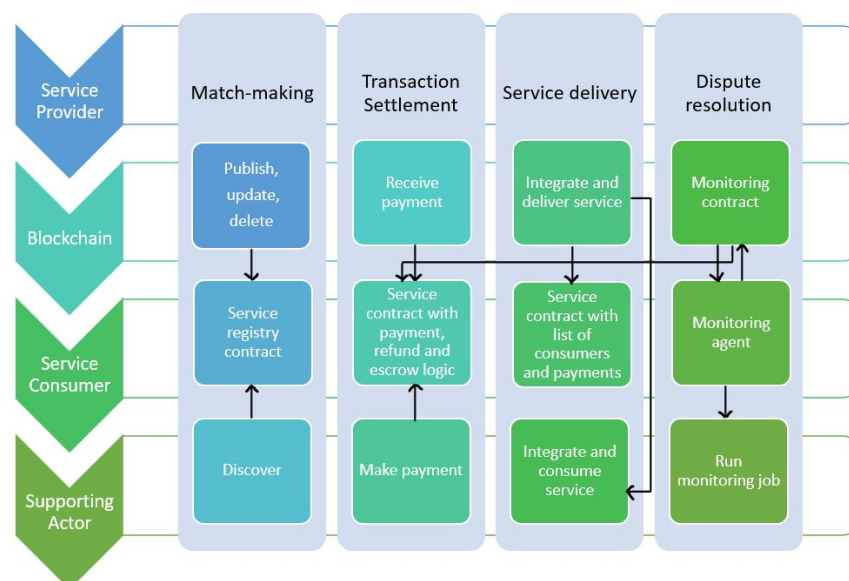 Service
Provider
Blockchain
Service
Consumer
Supporting
Actor
Match-making
Publish,
update,
delete
Service
registry
contract
Discover
Transaction
Settlement
Receive
payment
Service
contract with
payment,
refund and
escrow logic
Make payment
Service delivery
Integrate and
deliver service
Service
contract with
list of
consumers
and payments
Integrate and
consume
service
Dispute
resolution
Monitoring
contract
Monitoring
agent
Run
monitoring job